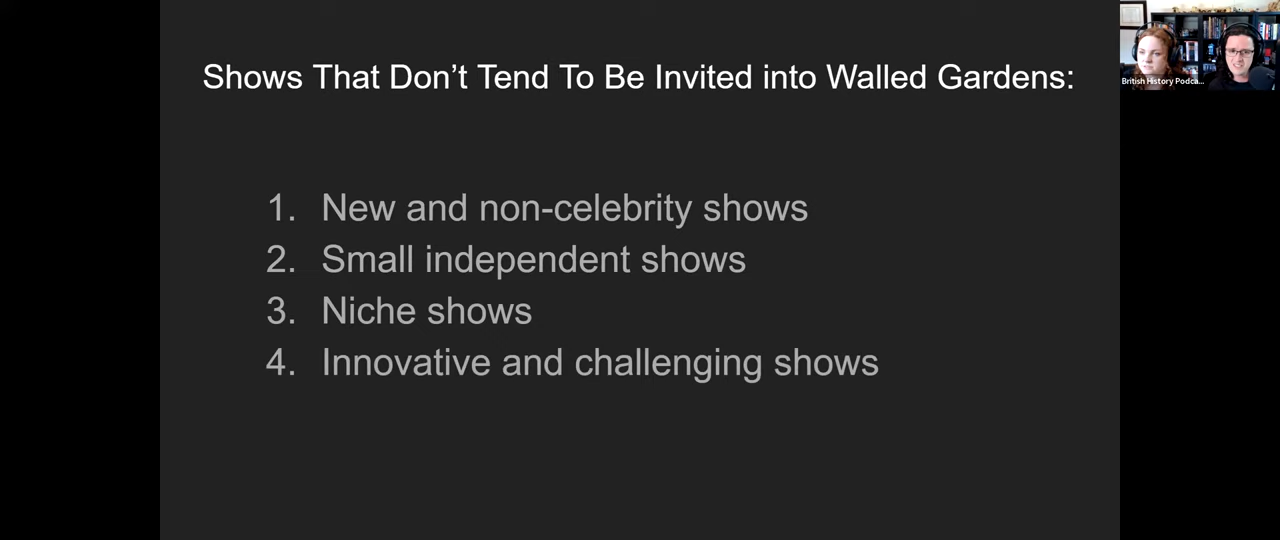 Shows That Don't Tend To Be Invited into Walled Gardens:
1. New and non-celebrity shows
2. Small independent shows
3. Niche shows
4. Innovative and challenging shows
British History Podca...